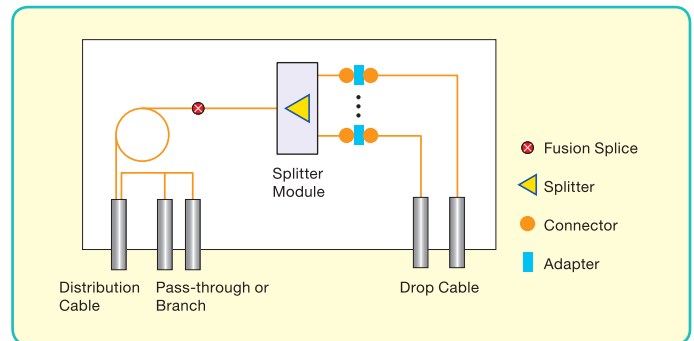 Splitter
Module
Distribution
Cable
Pass-through or
Branch
Drop Cable
Fusion Splice
Splitter
Connector
Adapter